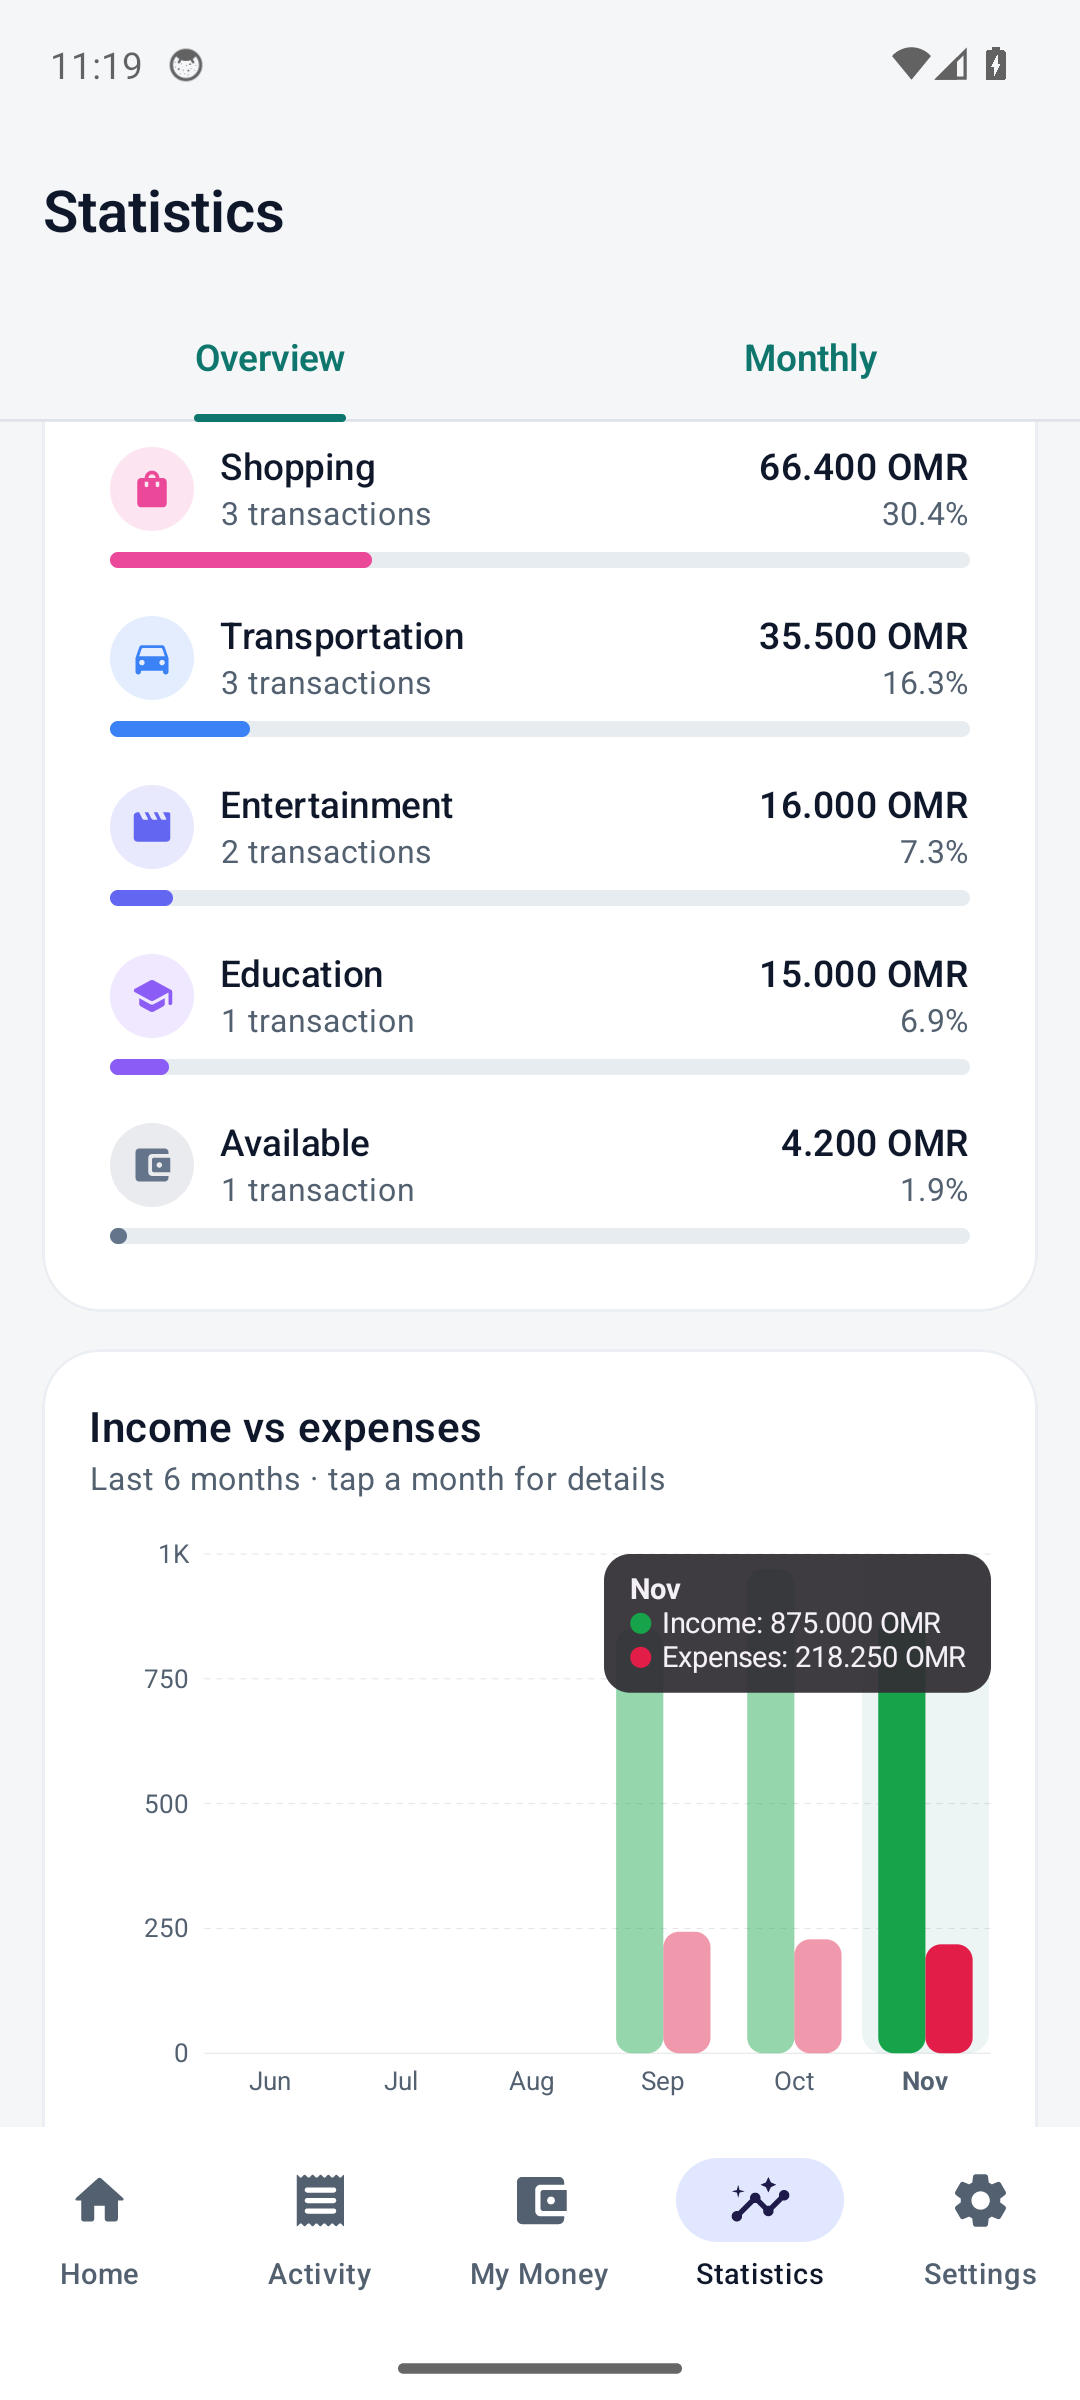 11:19
Statistics
Overview
Monthly
Shopping
66.400 OMR
3 transactions
30.4%
Transportation
35.500 OMR
3 transactions
16.3%
Entertainment
16.000 OMR
2 transactions
7.3%
Education
15.000 OMR
1 transaction
6.9%
Available
4.200 OMR
1 transaction
1.9%
Income vs expenses
Last 6 months · tap a month for details
1K
750
500
250
0
Nov
Income: 875.000 OMR
Expenses: 218.250 OMR
Jun
Jul
Aug
Sep
Oct
Nov
Home
Activity
My Money
Statistics
Settings